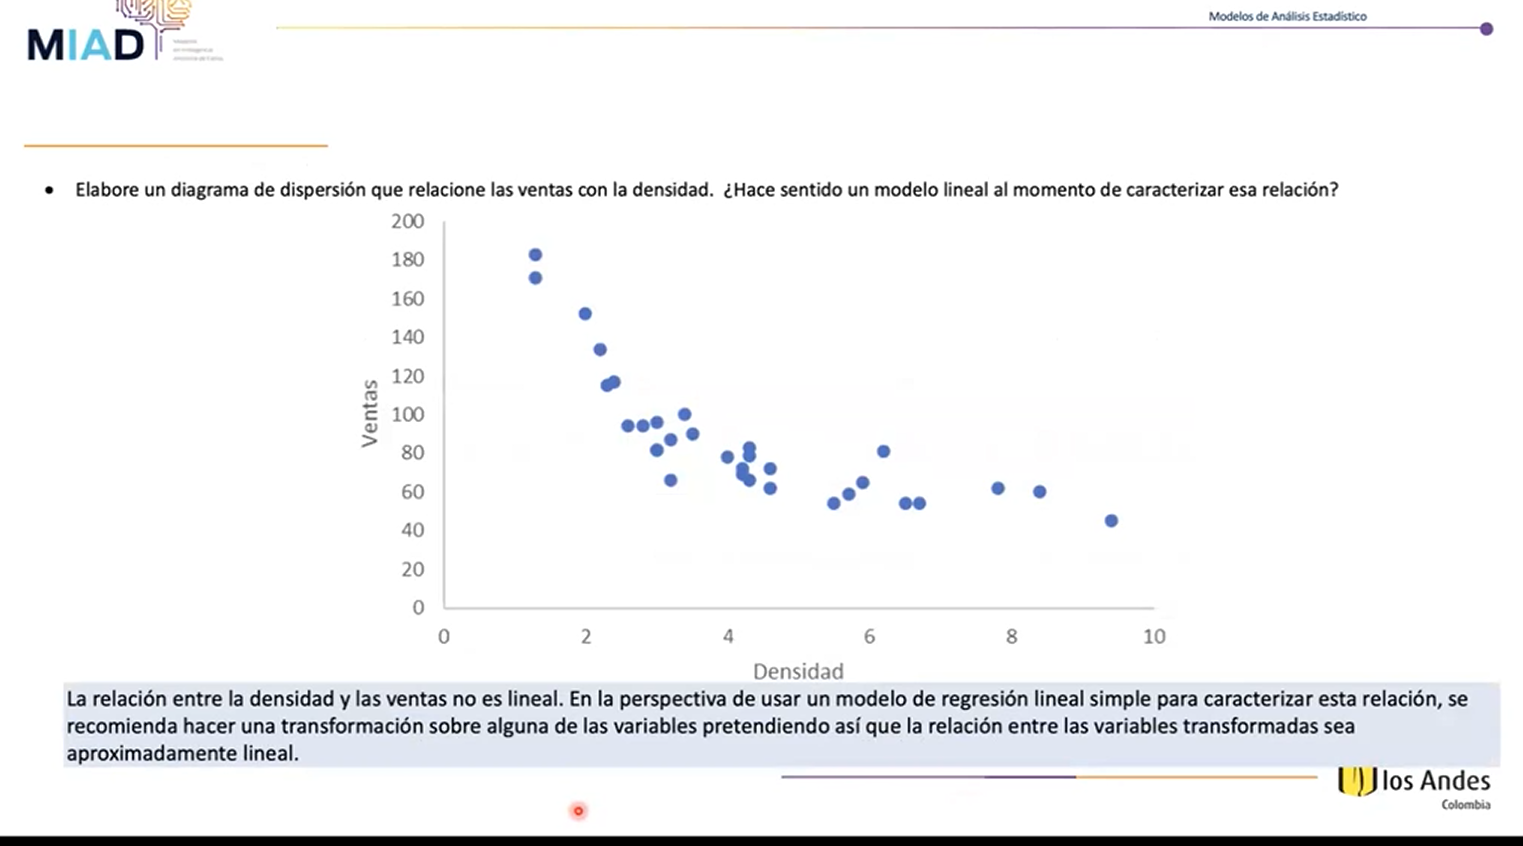 Modelos de Análisis Estadístico
MIAD
• Elabore un diagrama de dispersión que relacione las ventas con la densidad. ¿Hace sentido un modelo lineal al momento de caracterizar esa relación?
200
180
160
140
120
100
80
60
40
20
0
Ventas
0 2 4 6 8 10
Densidad
La relación entre la densidad y las ventas no es lineal. En la perspectiva de usar un modelo de regresión lineal simple para caracterizar esta relación, se
recomienda hacer una transformación sobre alguna de las variables pretendiendo así que la relación entre las variables transformadas sea
aproximadamente lineal.
los Andes
Colombia